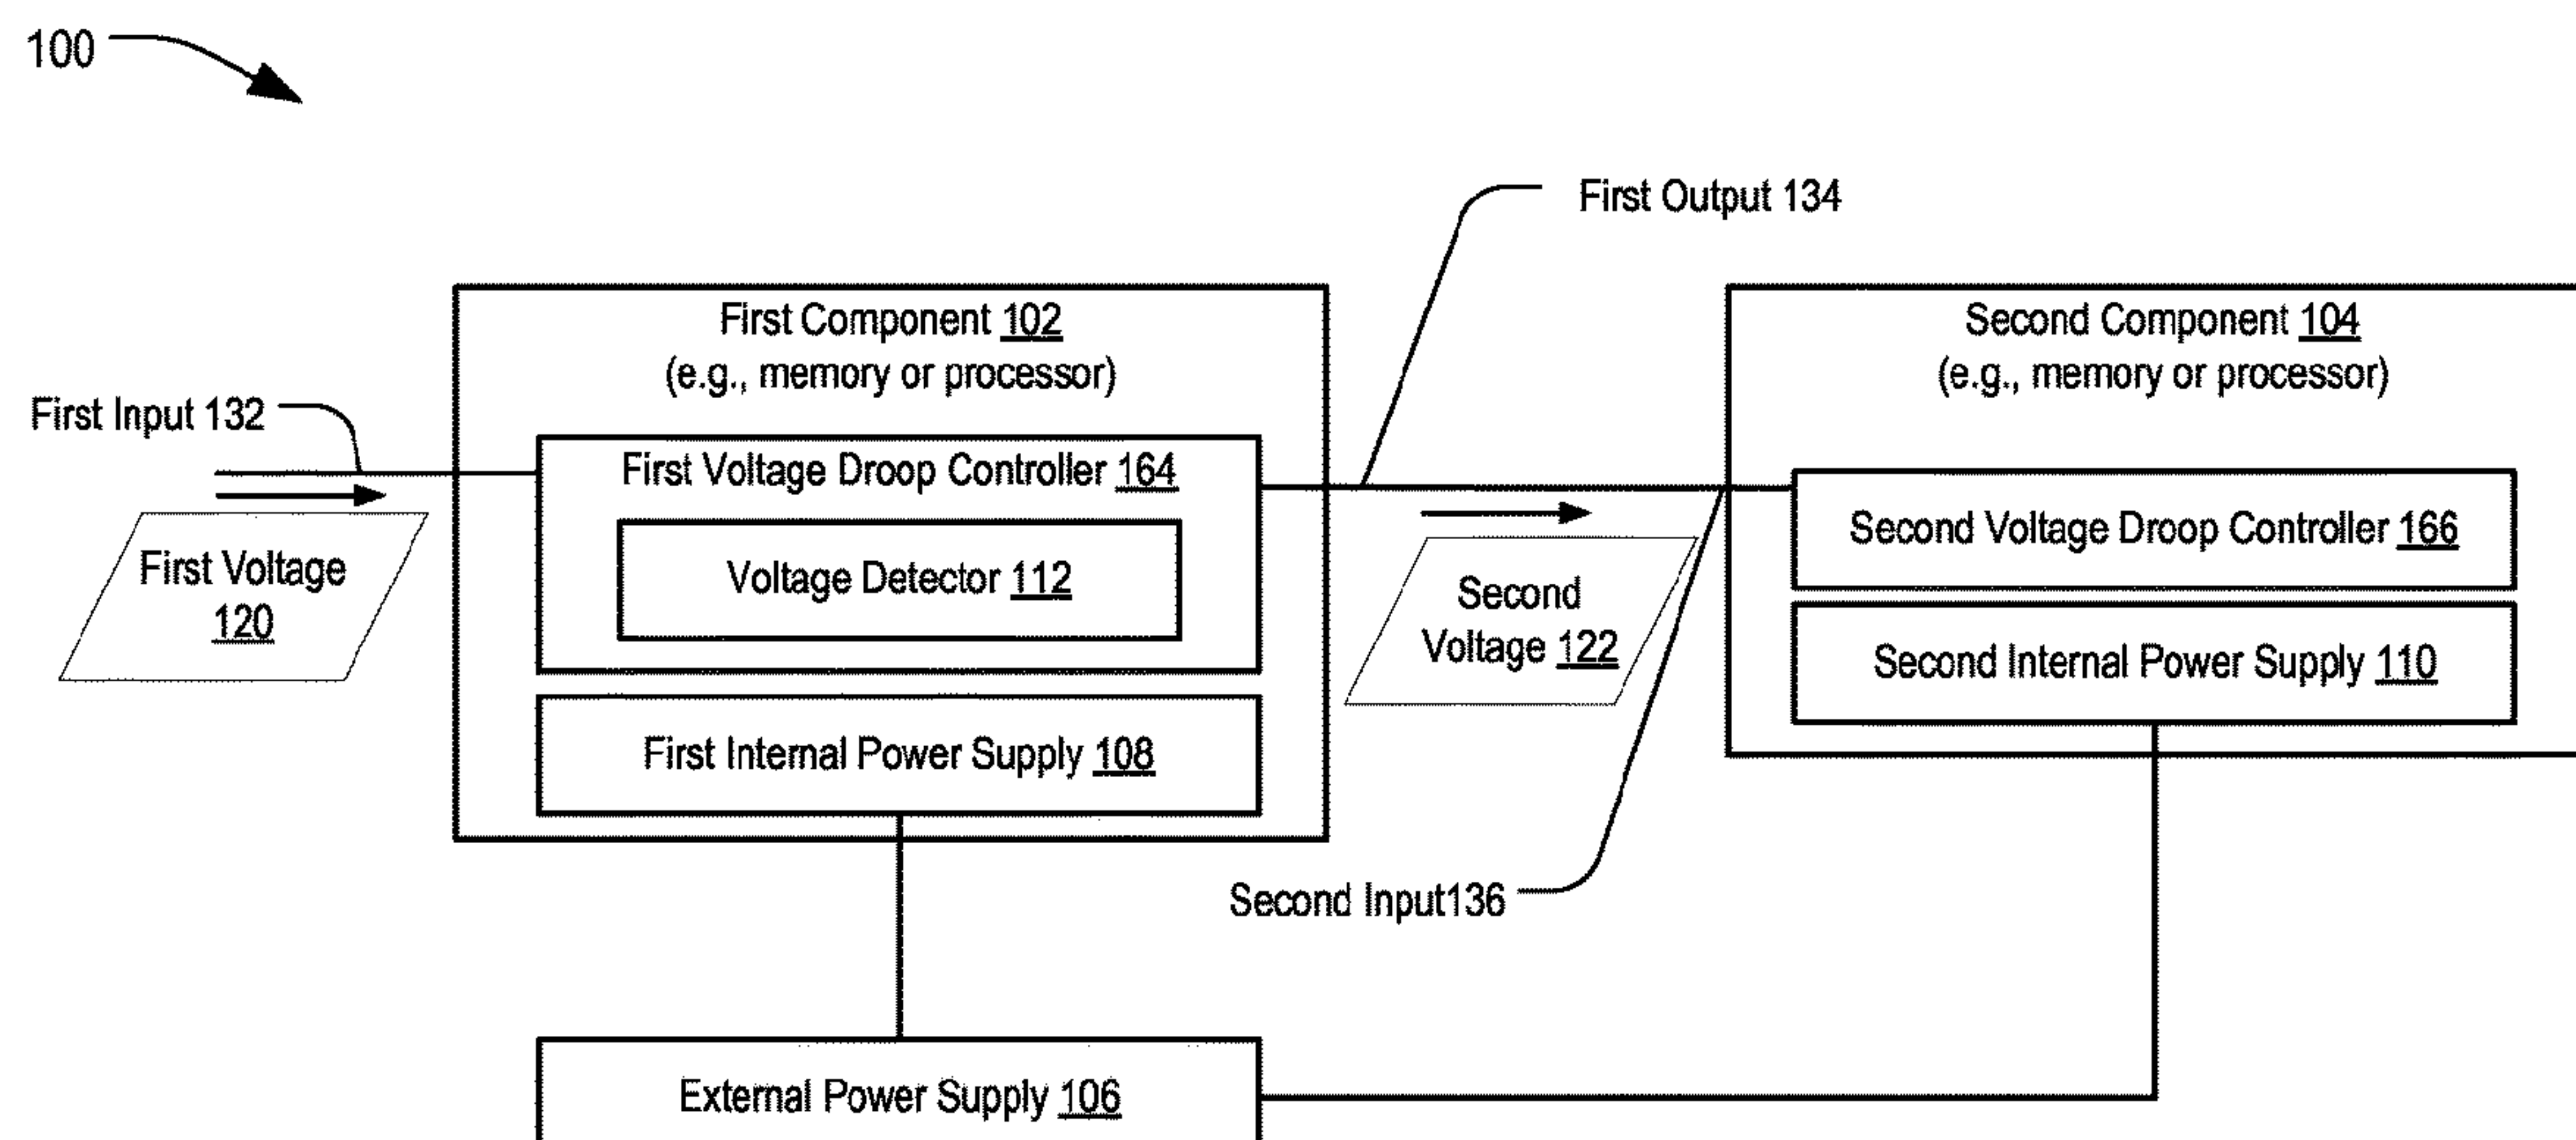 100
First Output 134
First Component 102
(e.g., memory or processor)
Second Component 104
(e.g., memory or processor)
First Input 132
First Voltage Droop Controller 164
Voltage Detector 112
First Voltage
120
Second Voltage Droop Controller 166
Second
Voltage 122
Second Internal Power Supply 110
First Internal Power Supply 108
Second Input136
External Power Supply 106